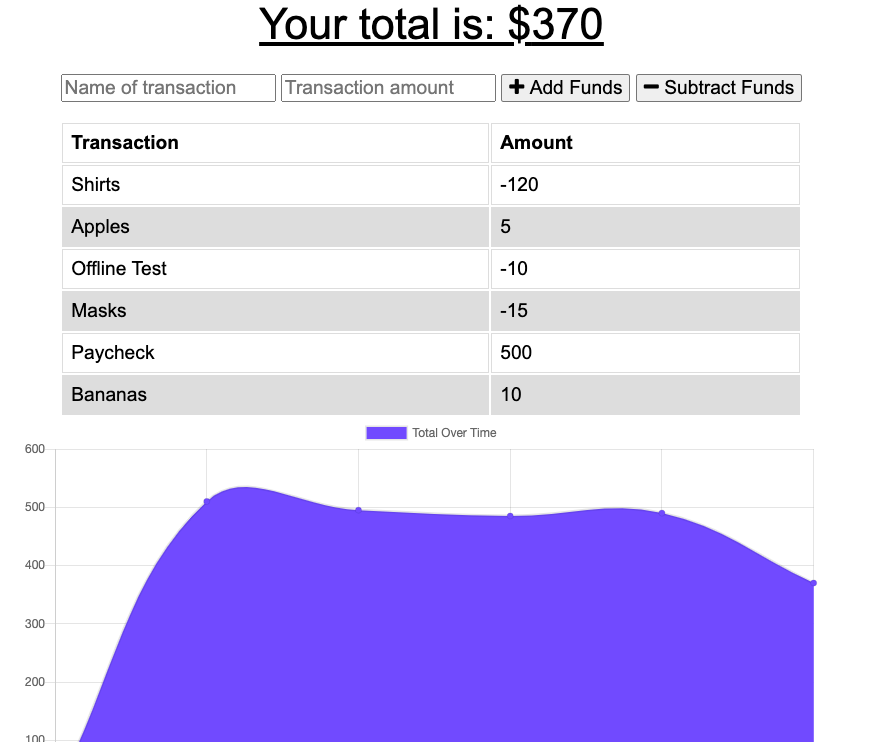 Your total is: $370
Name of transaction Transaction amount + Add Funds − Subtract Funds
Transaction Amount
Shirts -120
Apples 5
Offline Test -10
Masks -15
Paycheck 500
Bananas 10
Total Over Time
600
500
400
300
200
100